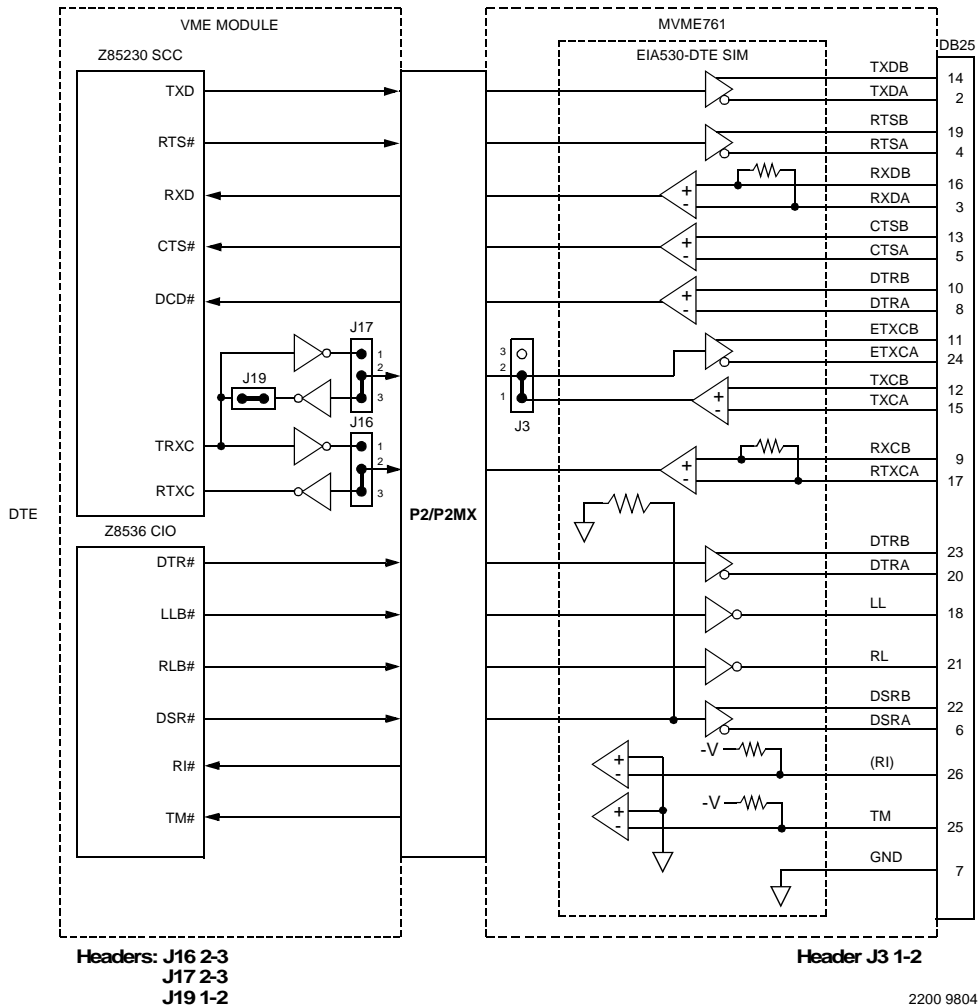 VME MODULE
MVME761
Z85230 SCC
EIA530-DTE SIM
DB25
TXD
TXDB
14
TXDA
2
RTS#
RTSB
19
RTSA
4
RXD
+
-
RXDB
16
RXDA
3
CTS#
+
-
CTSB
13
CTSA
5
DCD#
+
-
DTRB
10
DTRA
8
J17
1
2
3
J19
3
2
1
J3
ETXCB
11
ETXCA
24
+
-
TXCB
12
TXCA
15
J16
TRXC
1
2
RTXC
3
+
-
RXCB
9
RTXCA
17
DTE
P2/P2MX
Z8536 CIO
DTR#
DTRB
23
DTRA
20
LLB#
LL
18
RLB#
RL
21
DSR#
DSRB
22
DSRA
6
RI#
+
-
-V
(RI)
26
TM#
+
-
-V
TM
25
GND
7
Headers: J16 2-3
J17 2-3
J19 1-2
Header J3 1-2
2200 9804